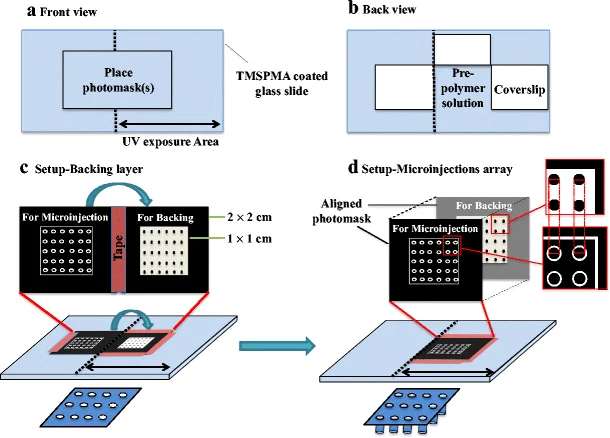 a Front view
Place
photomask(s)
TMSPMA coated
glass slide
UV exposure Area
b Back view
Pre-
polymer
solution
Coverslip
c Setup-Backing layer
For Microinjection
Tape
For Backing
2 × 2 cm
1 × 1 cm
d Setup-Microinjections array
Aligned
photomask
For Backing
For Microinjection